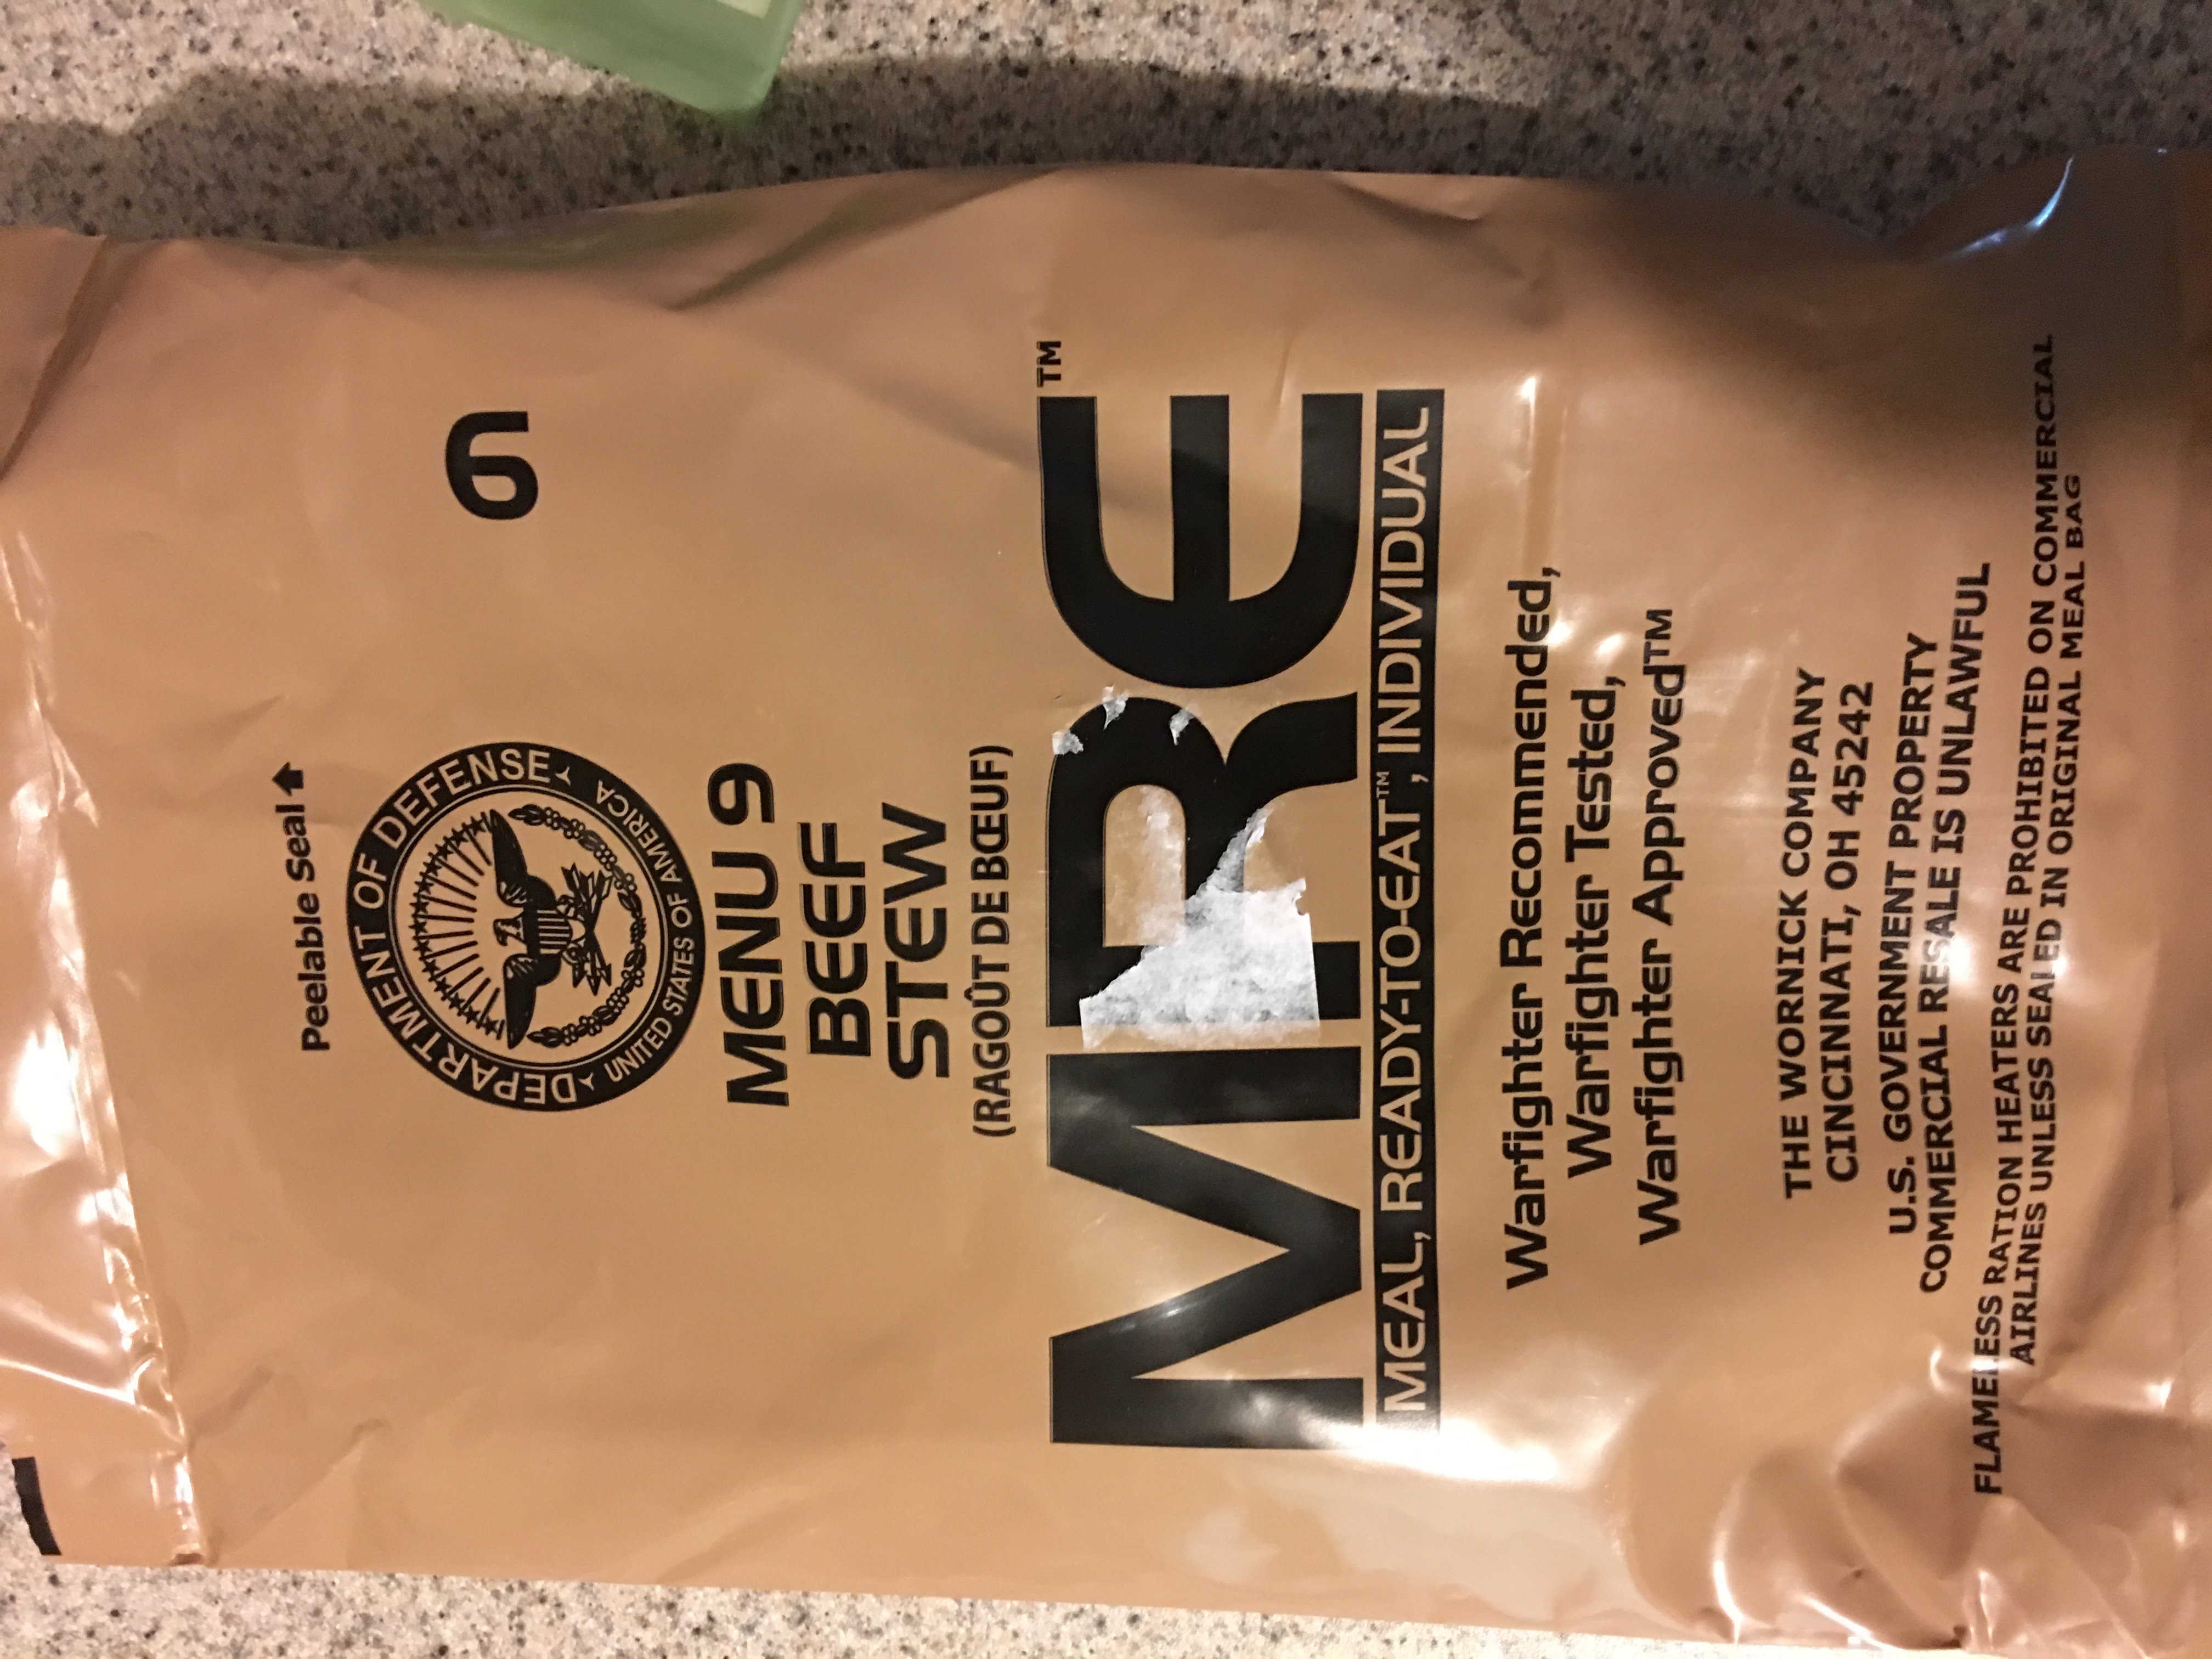 Peelable Seal
9
DEPARTMENT OF DEFENSE
UNITED STATES OF AMERICA
MENU 9
BEEF
STEW
(RAGOÛT DE BŒUF)
MRE™
MEAL, READY-TO-EAT™, INDIVIDUAL
Warfighter Recommended,
Warfighter Tested,
Warfighter Approved™
THE WORNICK COMPANY
CINCINNATI, OH 45242
U.S. GOVERNMENT PROPERTY
COMMERCIAL RESALE IS UNLAWFUL
FLAMELESS RATION HEATERS ARE PROHIBITED ON COMMERCIAL
AIRLINES UNLESS SEALED IN ORIGINAL MEAL BAG